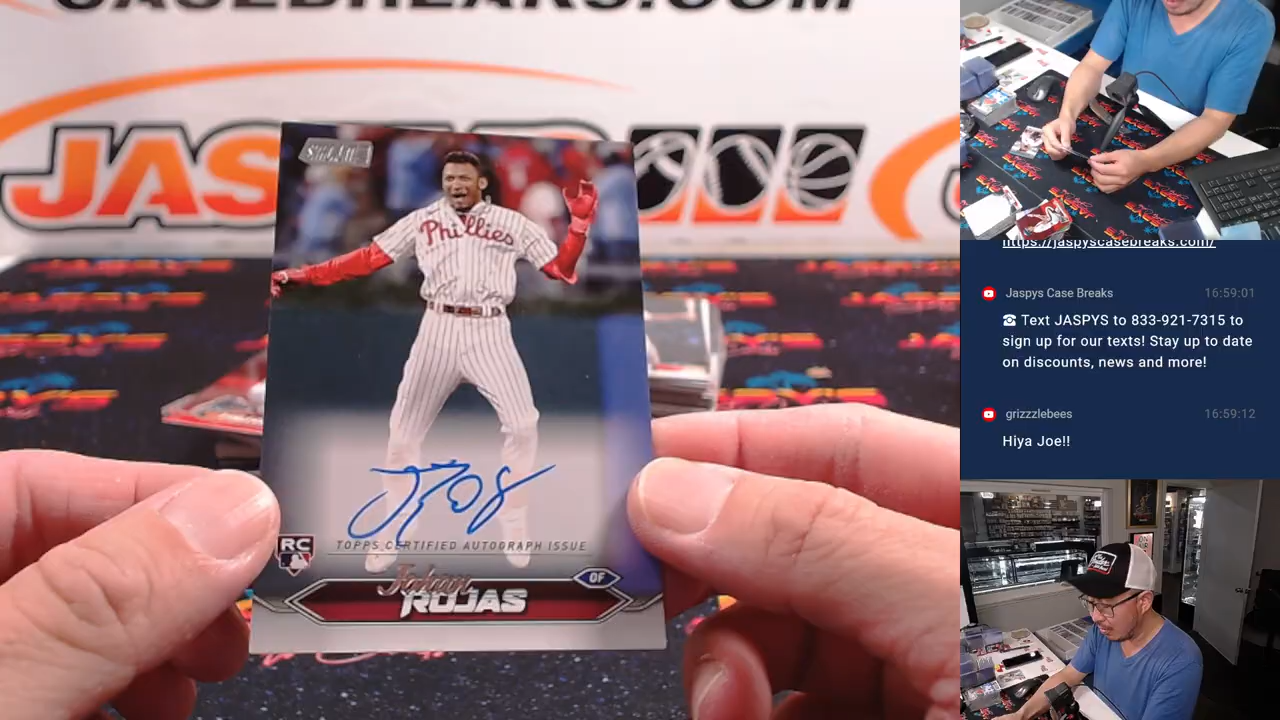 CASEBREAKS.COM
JAS
STADIUM
Phillies
RC
TOPPS CERTIFIED AUTOGRAPH ISSUE
Johan
OF
ROJAS
https://jaspyscasebreaks.com/
Jaspys Case Breaks 16:59:01
☎ Text JASPYS to 833-921-7315 to
sign up for our texts! Stay up to date
on discounts, news and more!
grizzzlebees 16:59:12
Hiya Joe!!